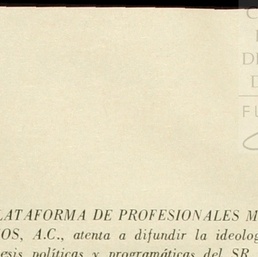 LATAFORMA DE PROFESIONALES M
OS, A.C., atenta a difundir la ideolog
esis políticas y programáticas del SR